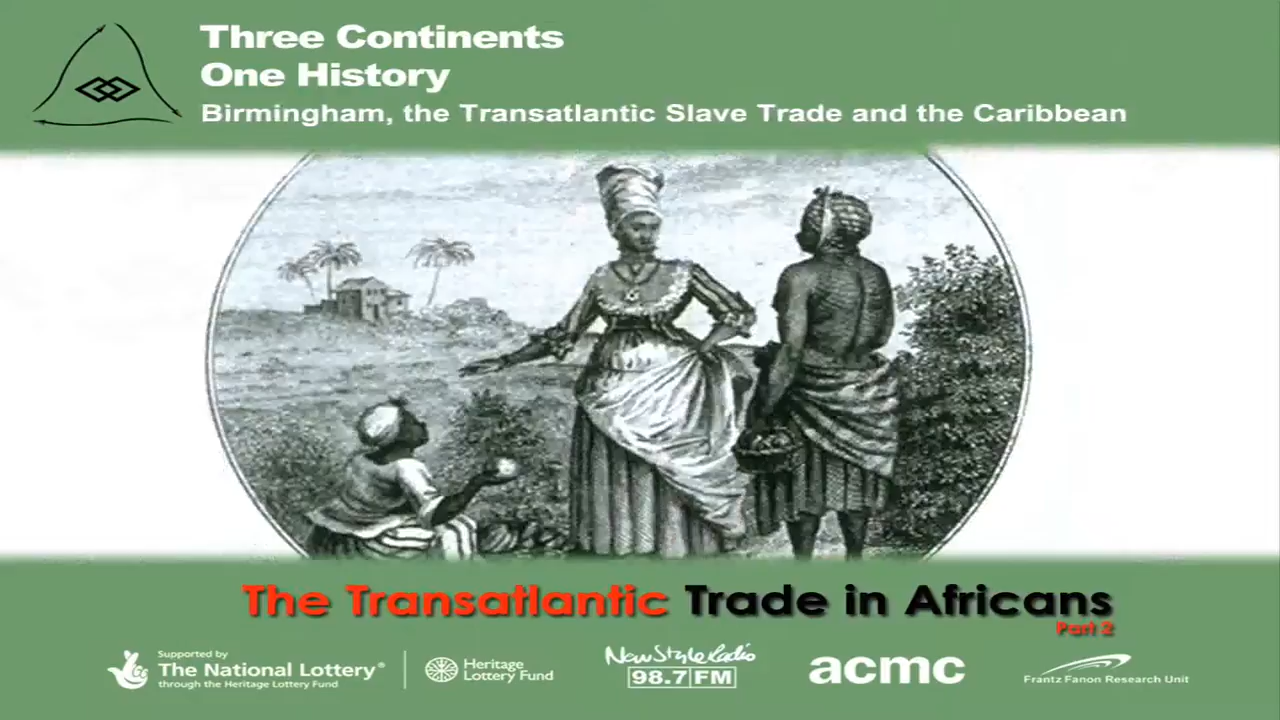 Three Continents
One History
Birmingham, the Transatlantic Slave Trade and the Caribbean
The Transatlantic Trade in Africans
Part 2
Supported by
The National Lottery®
through the Heritage Lottery Fund
Heritage
Lottery Fund
New Style Radio
98.7 FM
acmc
Frantz Fanon Research Unit